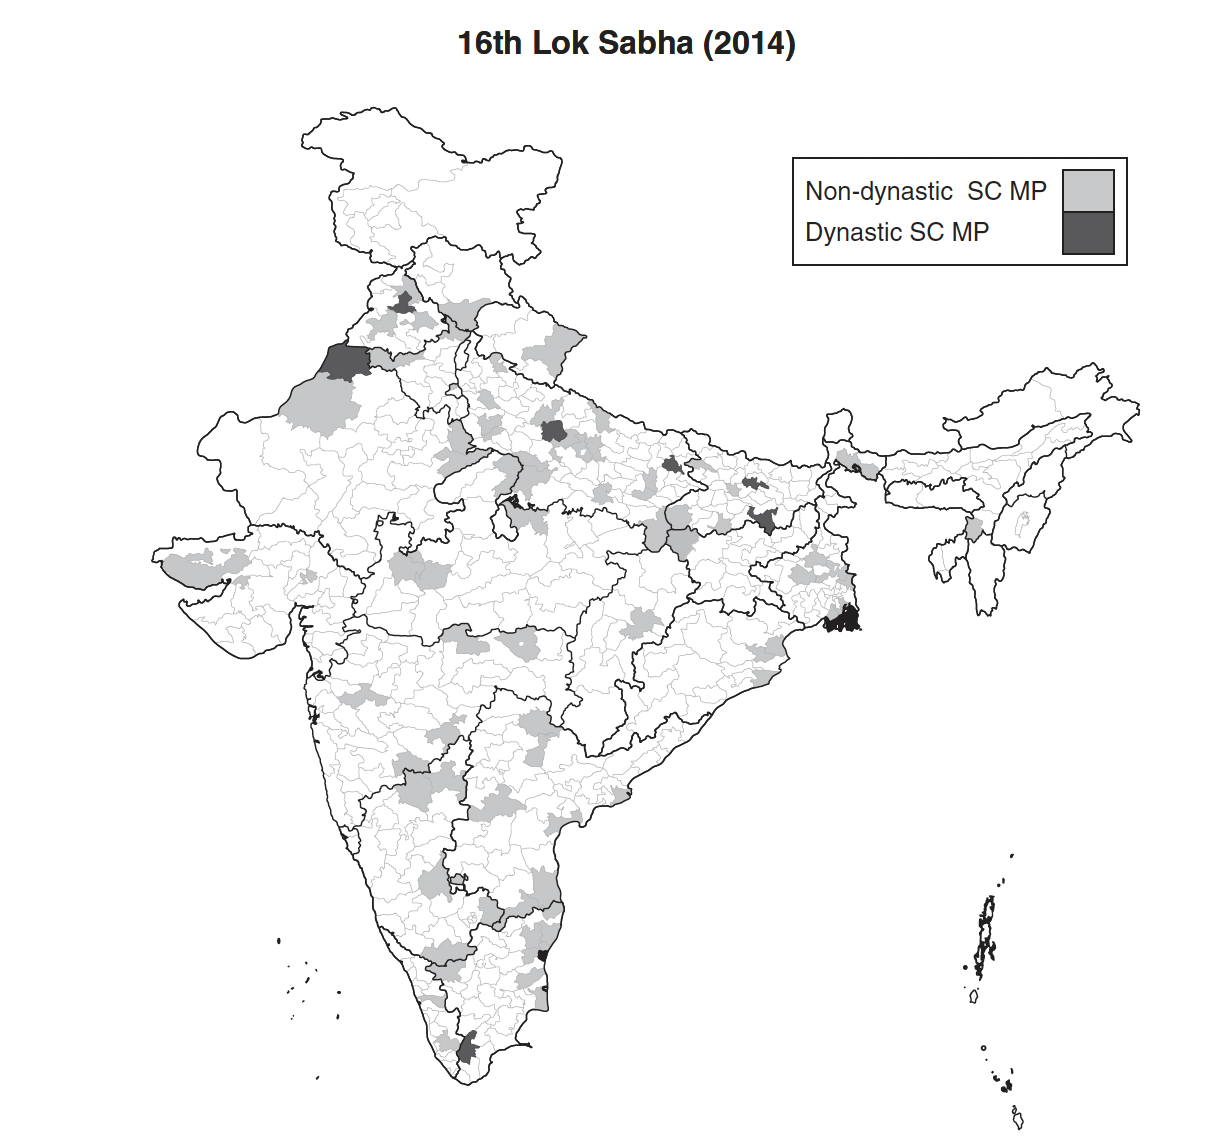 16th Lok Sabha (2014)
Non-dynastic SC MP
Dynastic SC MP